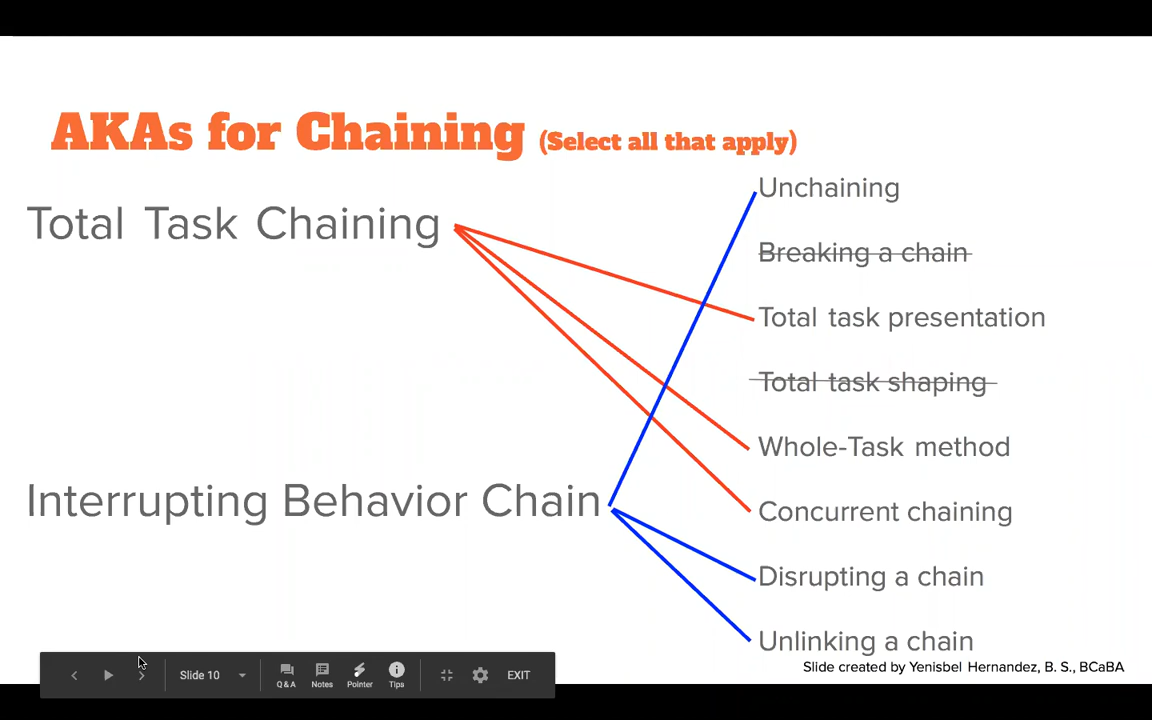 AKAs for Chaining (Select all that apply)
Total Task Chaining
Interrupting Behavior Chain
Unchaining
Breaking a chain
Total task presentation
Total task shaping
Whole-Task method
Concurrent chaining
Disrupting a chain
Unlinking a chain
Slide created by Yenisbel Hernandez, B. S., BCaBA
Slide 10
Q & A
Notes
Pointer
Tips
EXIT